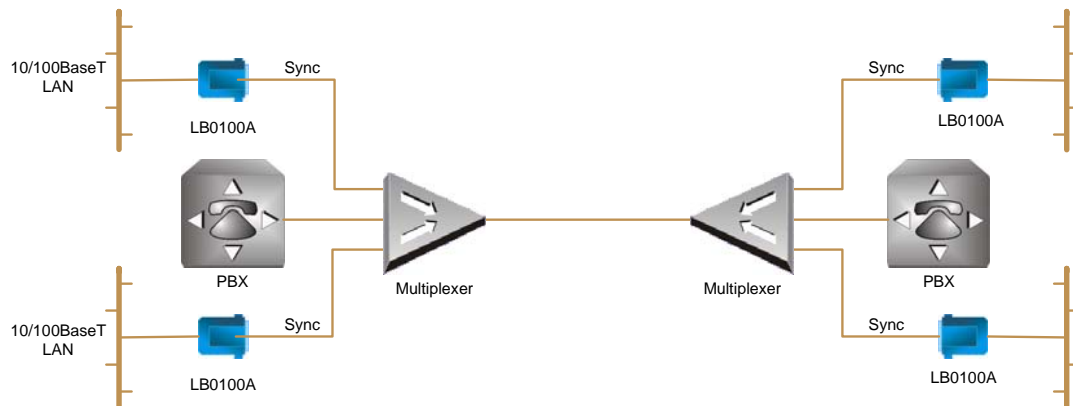 10/100BaseT
LAN
Sync
LB0100A
Sync
LB0100A
PBX
Multiplexer
Multiplexer
PBX
10/100BaseT
LAN
Sync
LB0100A
Sync
LB0100A